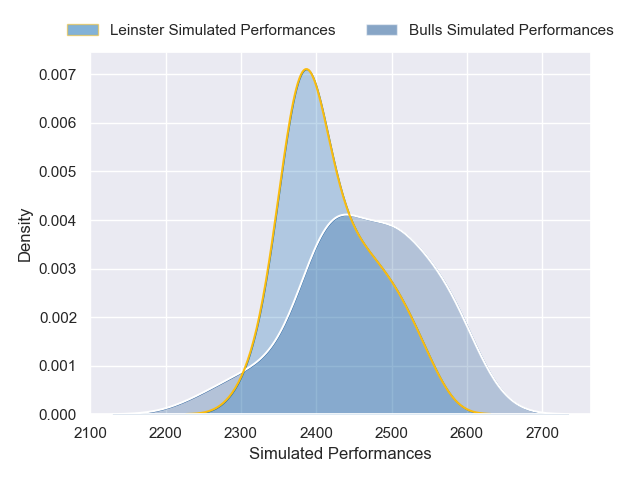 Leinster Simulated Performances Bulls Simulated Performances
0.007
0.006
0.005
0.004
0.003
0.002
0.001
0.000
Density
2100 2200 2300 2400 2500 2600 2700
Simulated Performances